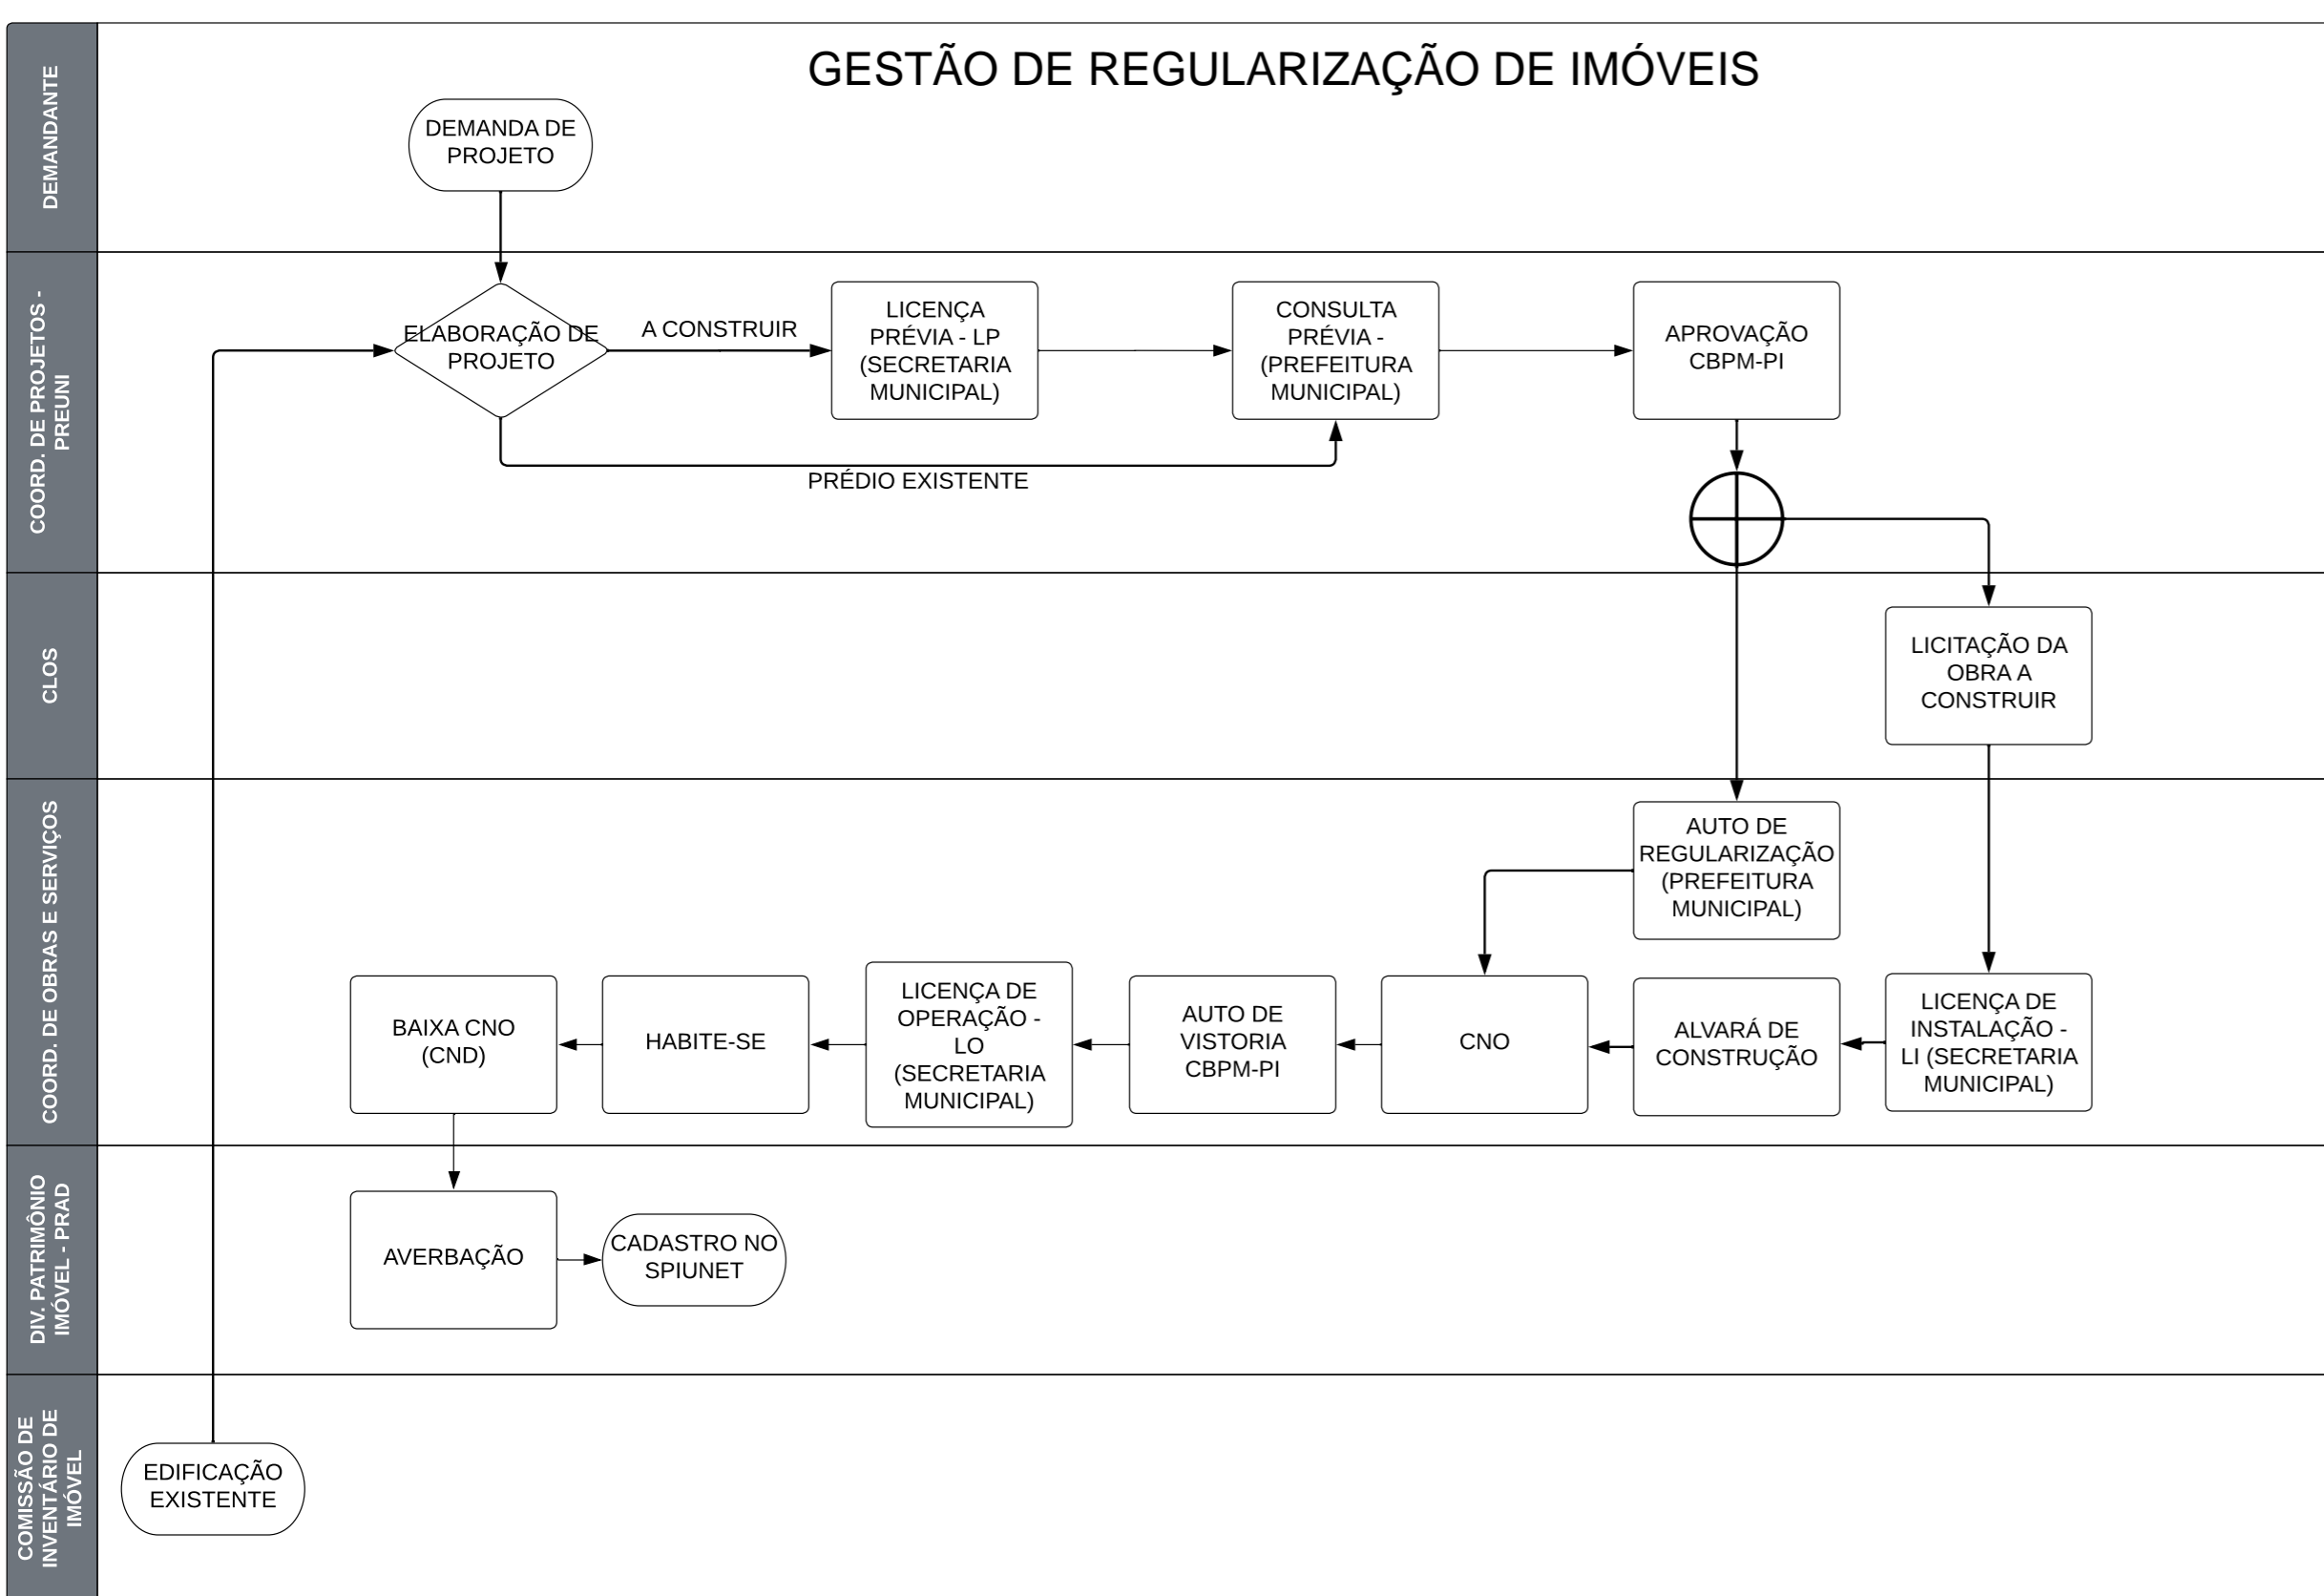 GESTÃO DE REGULARIZAÇÃO DE IMÓVEIS
DEMANDANTE
DEMANDA DE
PROJETO
COORD. DE PROJETOS -
PREUNI
ELABORAÇÃO DE
PROJETO
A CONSTRUIR
LICENÇA
PRÉVIA - LP
(SECRETARIA
MUNICIPAL)
CONSULTA
PRÉVIA -
(PREFEITURA
MUNICIPAL)
APROVAÇÃO
CBPM-PI
PRÉDIO EXISTENTE
CLOS
LICITAÇÃO DA
OBRA A
CONSTRUIR
COORD. DE OBRAS E SERVIÇOS
AUTO DE
REGULARIZAÇÃO
(PREFEITURA
MUNICIPAL)
BAIXA CNO
(CND)
HABITE-SE
LICENÇA DE
OPERAÇÃO -
LO
(SECRETARIA
MUNICIPAL)
AUTO DE
VISTORIA
CBPM-PI
CNO
ALVARÁ DE
CONSTRUÇÃO
LICENÇA DE
INSTALAÇÃO -
LI (SECRETARIA
MUNICIPAL)
DIV. PATRIMÔNIO
IMÓVEL - PRAD
AVERBAÇÃO
CADASTRO NO
SPIUNET
COMISSÃO DE
INVENTÁRIO DE
IMÓVEL
EDIFICAÇÃO
EXISTENTE